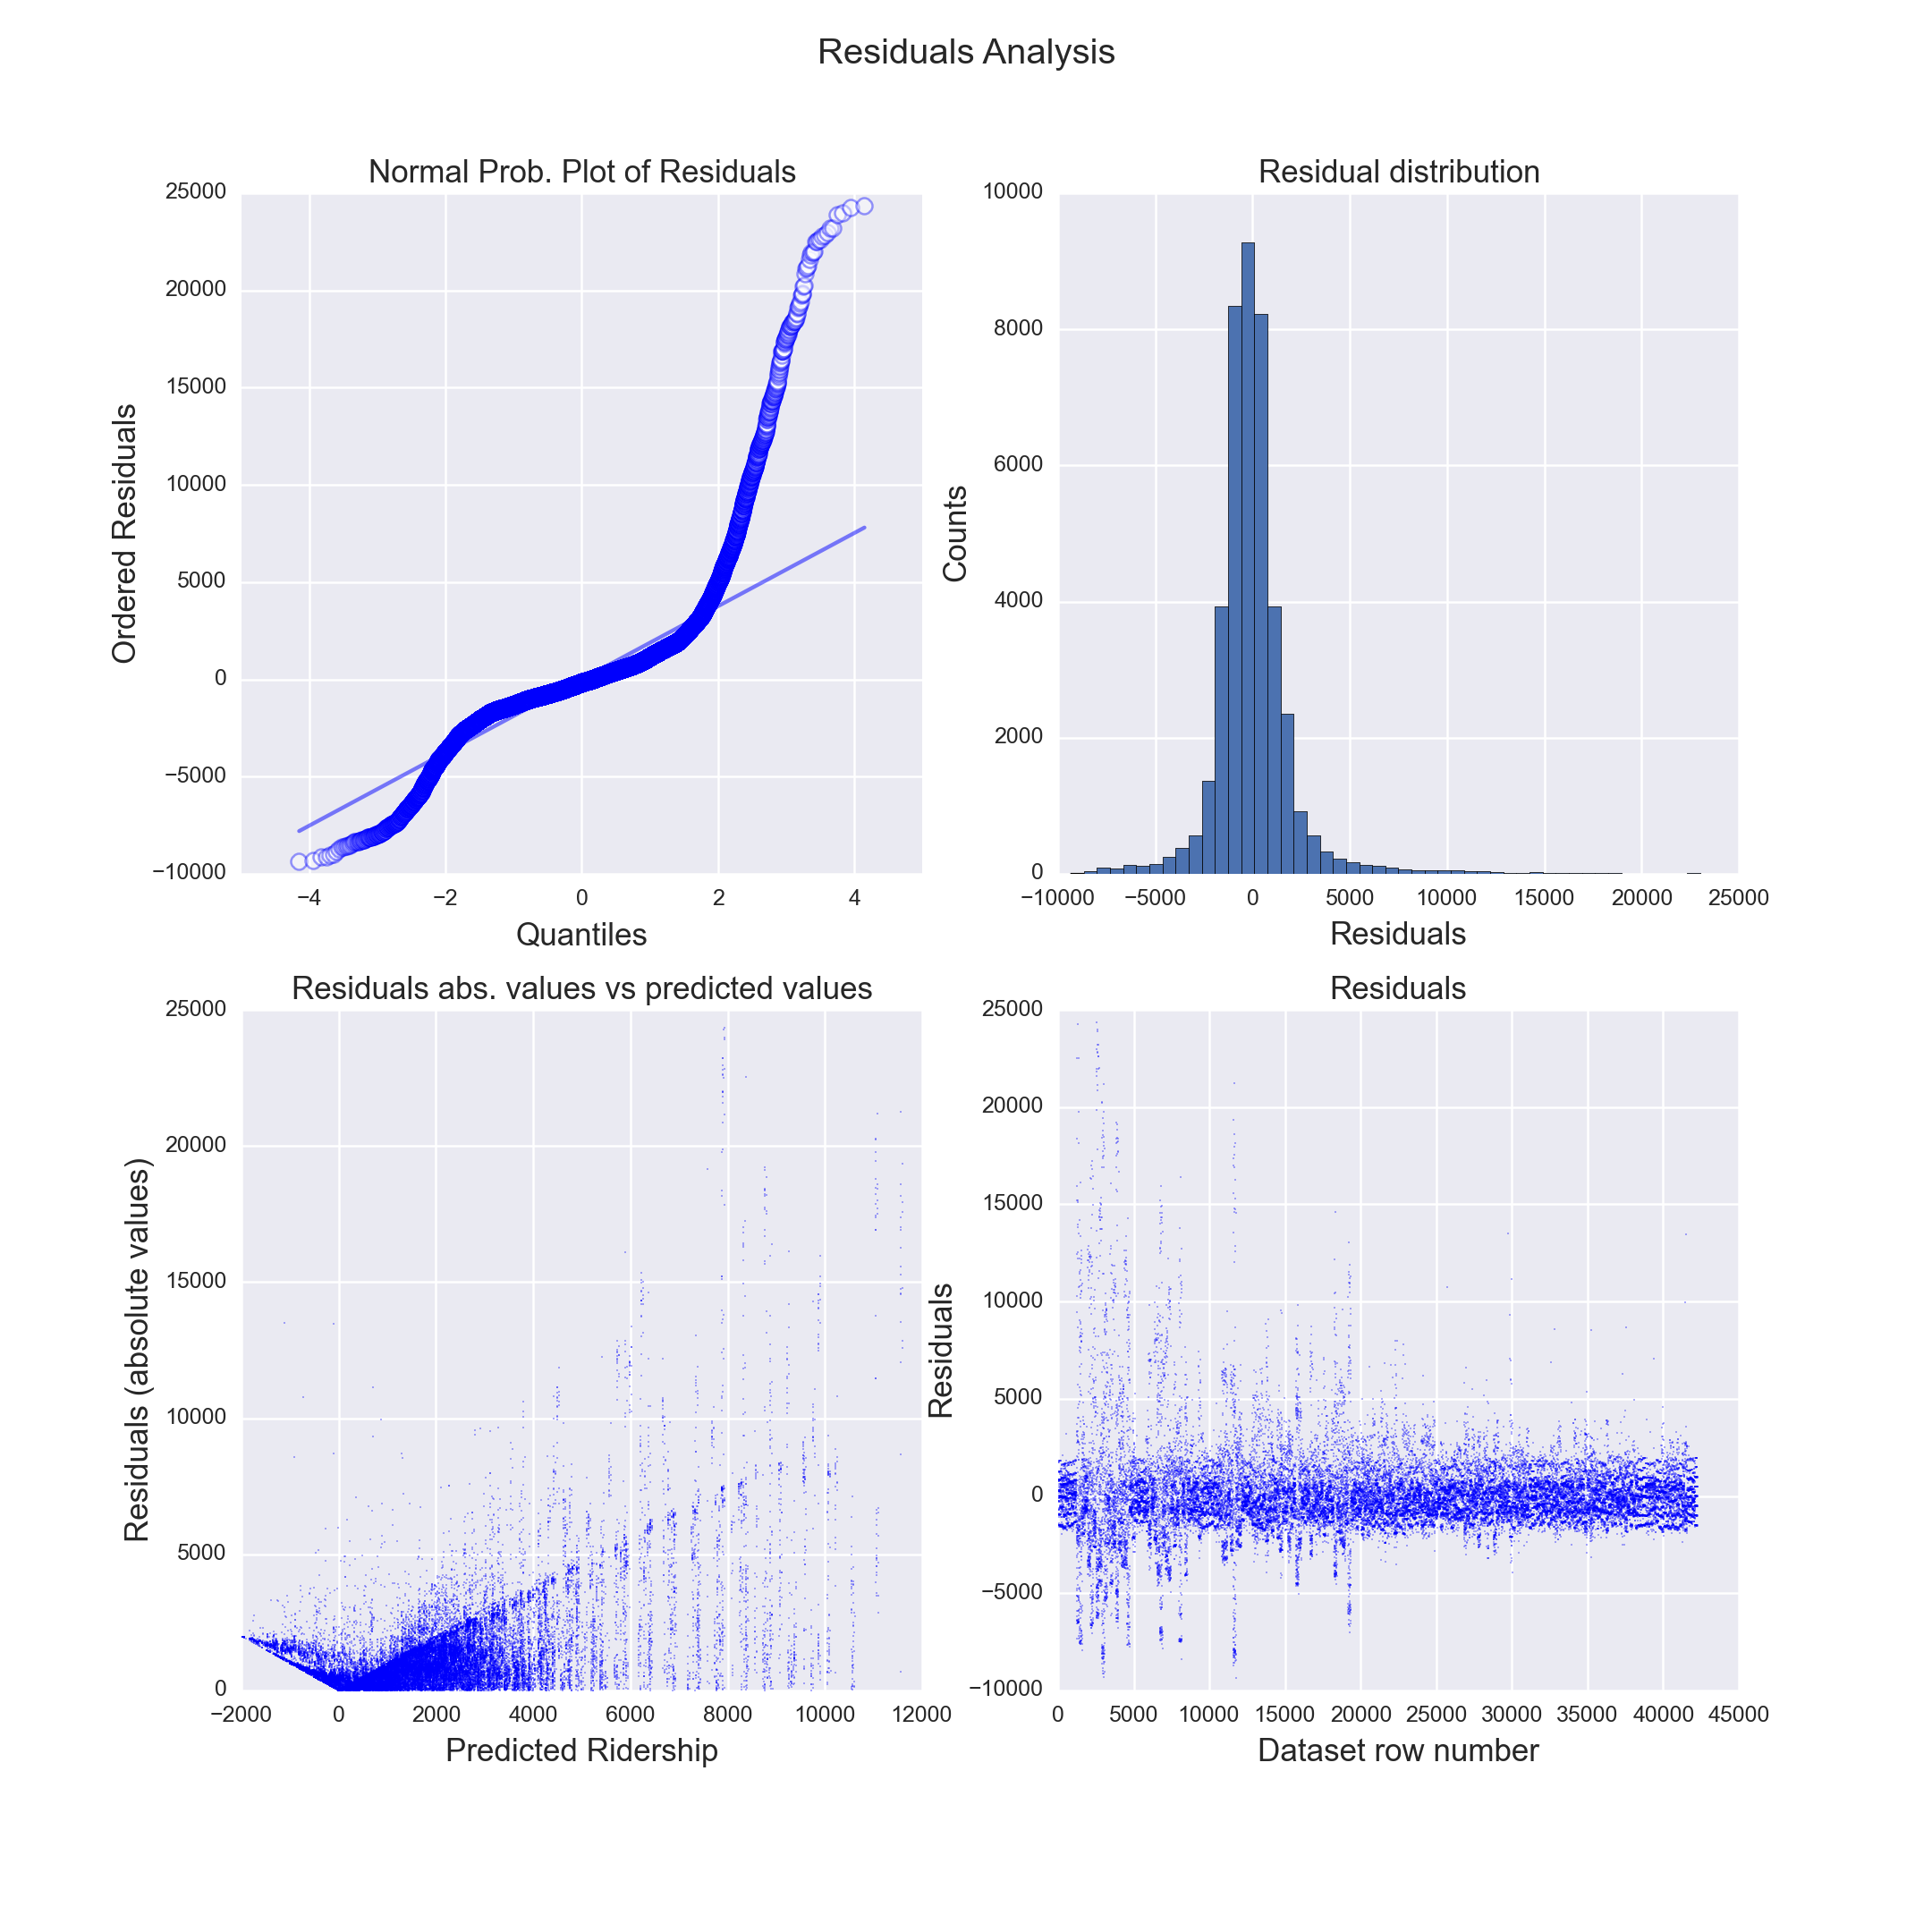 Residuals Analysis
Normal Prob. Plot of Residuals
25000
20000
15000
10000
5000
0
−5000
−10000
Ordered Residuals
−4 −2 0 2 4
Quantiles
Residual distribution
10000
8000
6000
4000
2000
0
Counts
−10000 −5000 0 5000 10000 15000 20000 25000
Residuals
Residuals abs. values vs predicted values
25000
20000
15000
10000
5000
0
Residuals (absolute values)
−2000 0 2000 4000 6000 8000 10000 12000
Predicted Ridership
Residuals
25000
20000
15000
10000
5000
0
−5000
−10000
Residuals
0 5000 10000 15000 20000 25000 30000 35000 40000 45000
Dataset row number